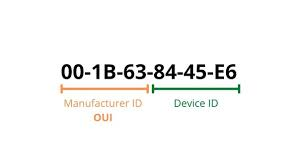 00-1B-63-84-45-E6
Manufacturer ID Device ID
OUI